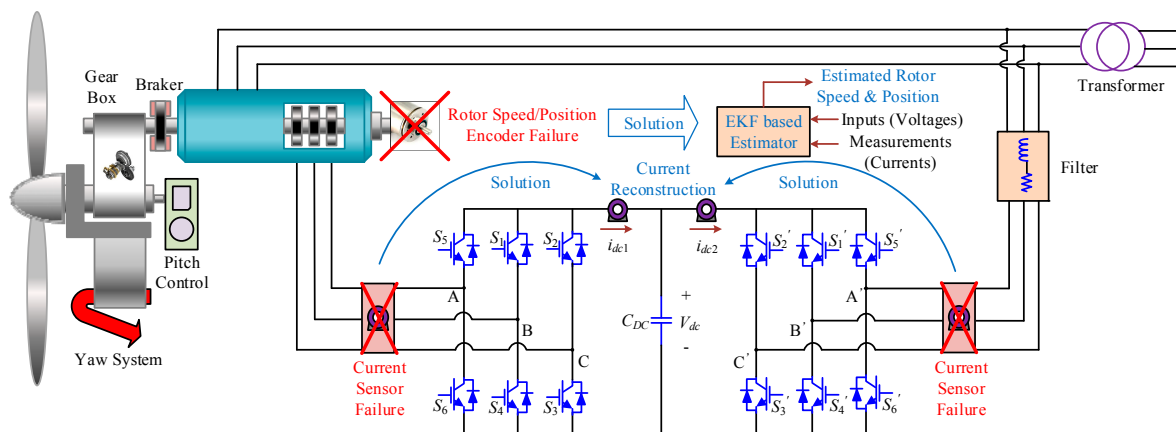 Gear
Box
Braker
Rotor Speed/Position
Encoder Failure
Solution
Estimated Rotor
Speed & Position
EKF based
Estimator
Inputs (Voltages)
Measurements
(Currents)
Transformer
Filter
Solution
Current
Reconstruction
Solution
Pitch
Control
Yaw System
S5
S1
S2
idc1
idc2
S2'
S1'
S5'
A
B
C
CDC
+
Vdc
-
A'
B'
C'
S6
S4
S3
S3'
S4'
S6'
Current
Sensor
Failure
Current
Sensor
Failure